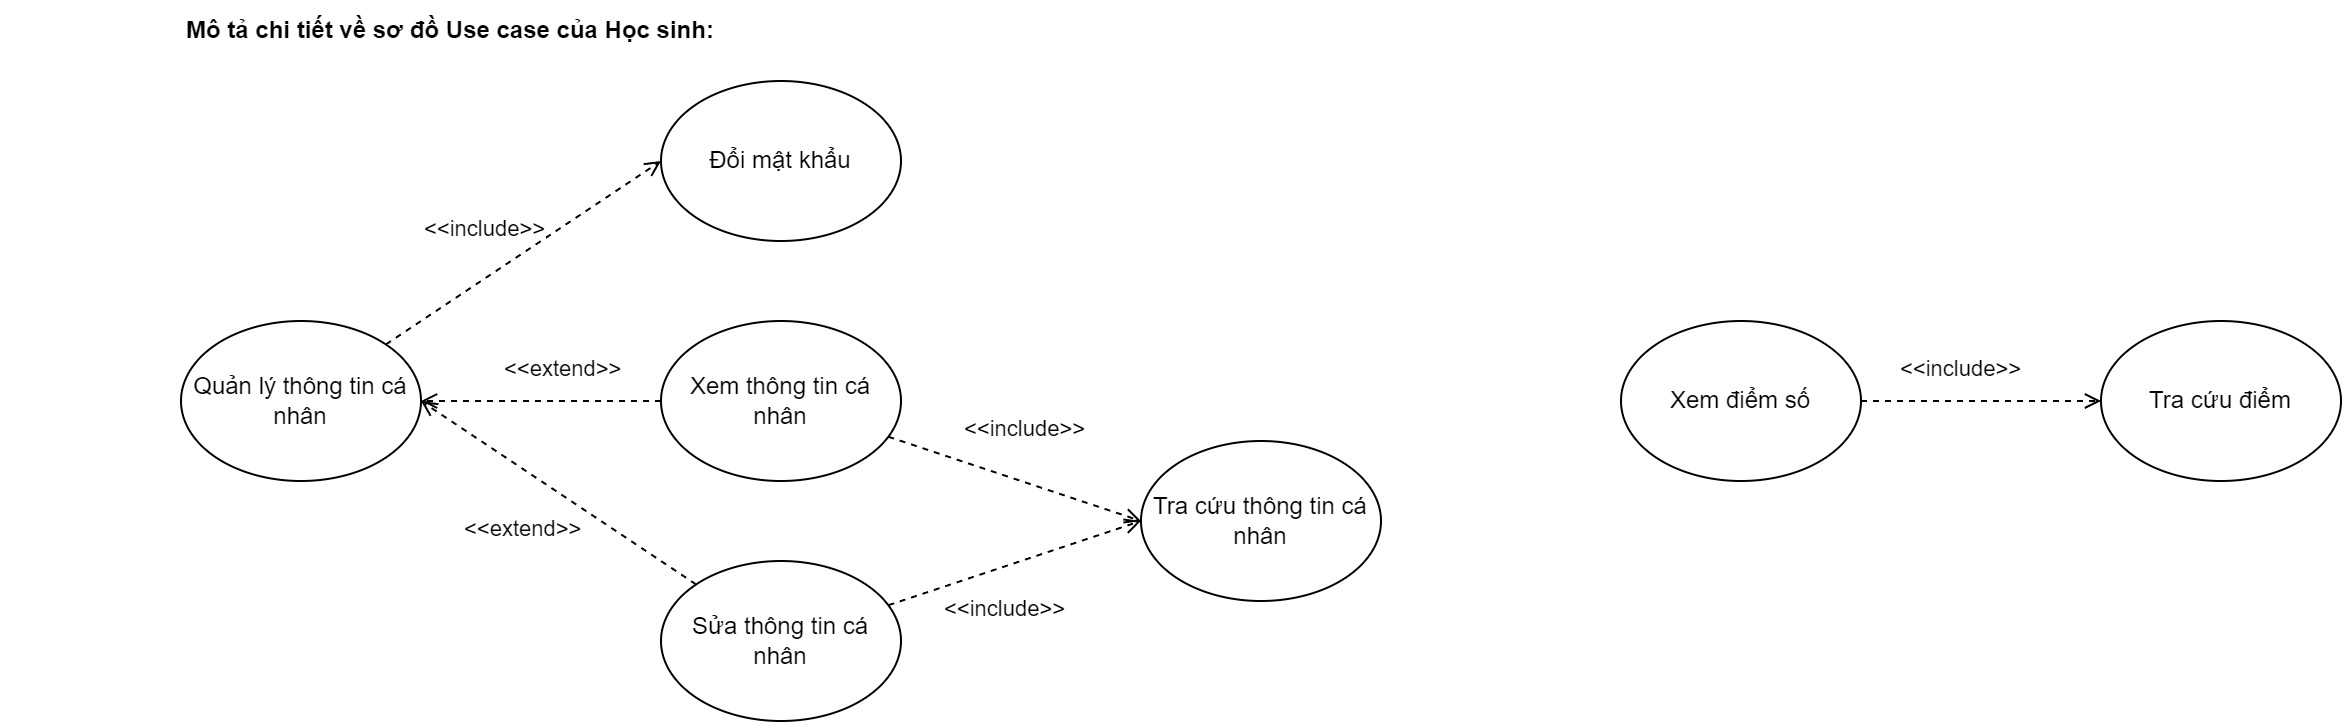 Mô tả chi tiết về sơ đồ Use case của Học sinh:
Đổi mật khẩu
<<include>>
Quản lý thông tin cá
nhân
<<extend>>
Xem thông tin cá
nhân
<<include>>
Tra cứu thông tin cá
nhân
<<extend>>
Sửa thông tin cá
nhân
<<include>>
Xem điểm số
<<include>>
Tra cứu điểm